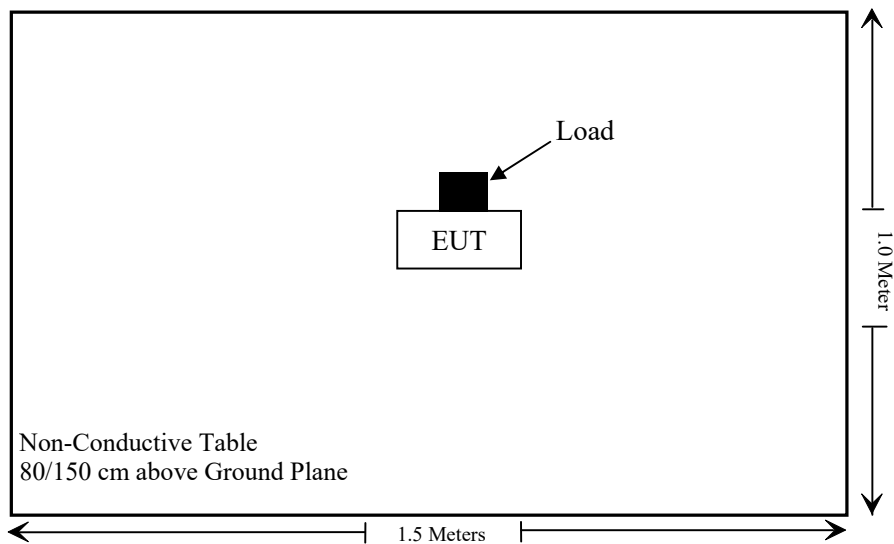 Load
EUT
1.0 Meter
Non-Conductive Table
80/150 cm above Ground Plane
1.5 Meters